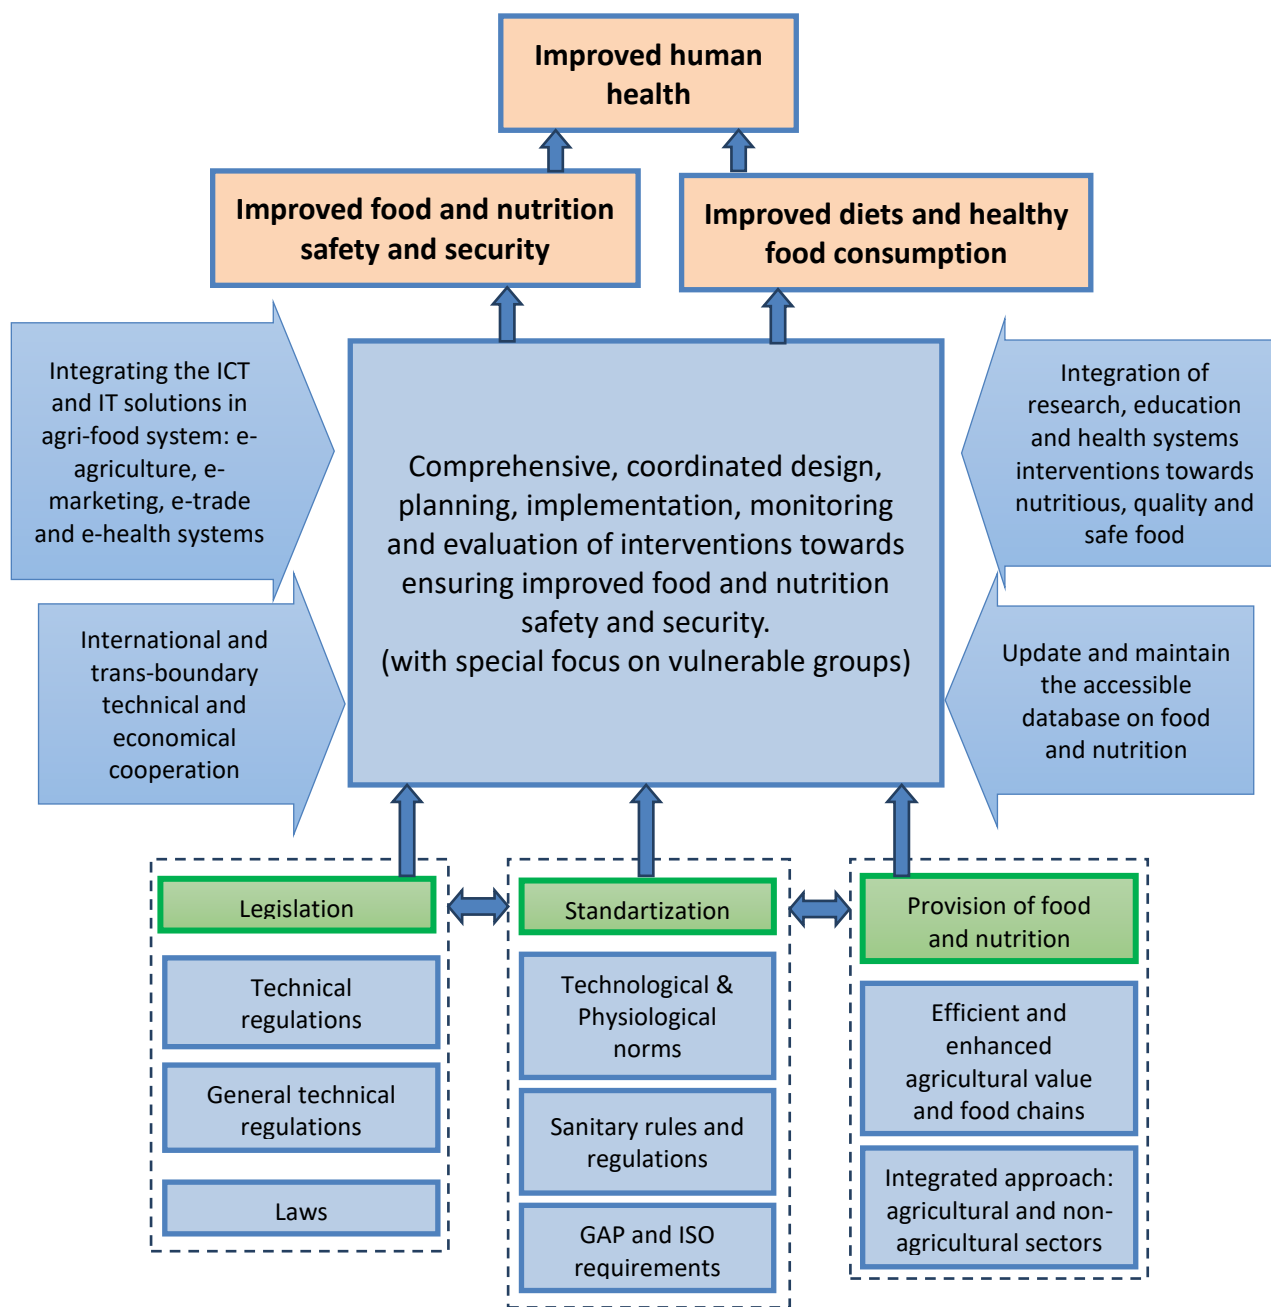 Improved human
health
Improved food and nutrition
safety and security
Improved diets and healthy
food consumption
Integrating the ICT
and IT solutions in
agri-food system: e-
agriculture, e-
marketing, e-trade
and e-health systems
International and
trans-boundary
technical and
economical
cooperation
Comprehensive, coordinated design,
planning, implementation, monitoring
and evaluation of interventions towards
ensuring improved food and nutrition
safety and security.
(with special focus on vulnerable groups)
Integration of
research, education
and health systems
interventions towards
nutritious, quality and
safe food
Update and maintain
the accessible
database on food
and nutrition
Legislation
Technical
regulations
General technical
regulations
Laws
Standartization
Technological &
Physiological
norms
Sanitary rules and
regulations
GAP and ISO
requirements
Provision of food
and nutrition
Efficient and
enhanced
agricultural value
and food chains
Integrated approach:
agricultural and non-
agricultural sectors